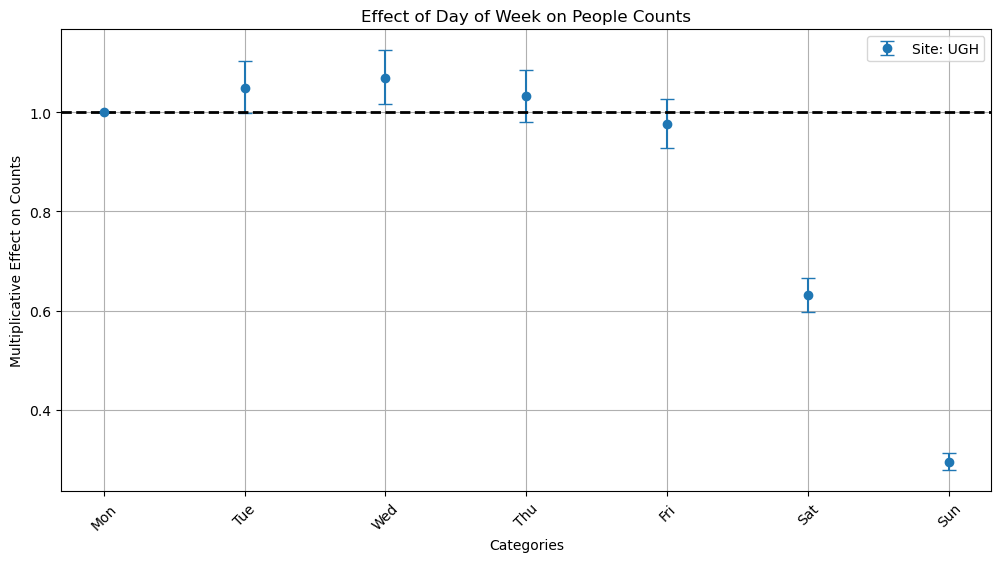 Effect of Day of Week on People Counts
Site: UGH
Multiplicative Effect on Counts
1.0
0.8
0.6
0.4
Mon
Tue
Wed
Thu
Fri
Sat
Sun
Categories